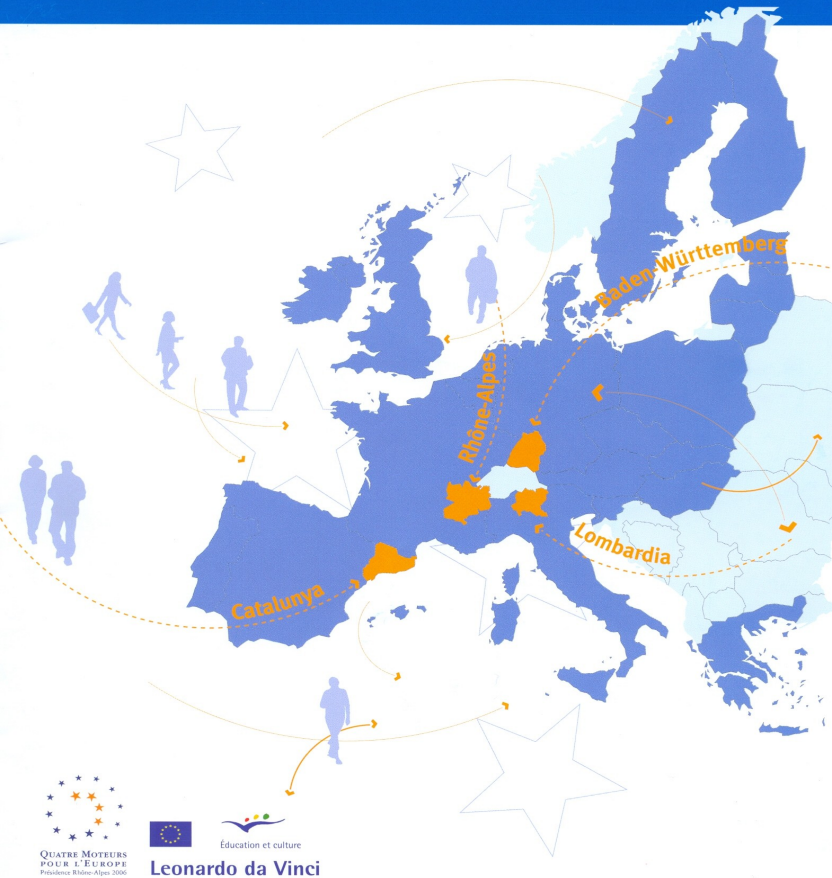 Baden-Württemberg
Rhône-Alpes
Lombardia
Catalunya
QUATRE MOTEURS
POUR L'EUROPE
Présidence Rhône-Alpes 2006
Éducation et culture
Leonardo da Vinci